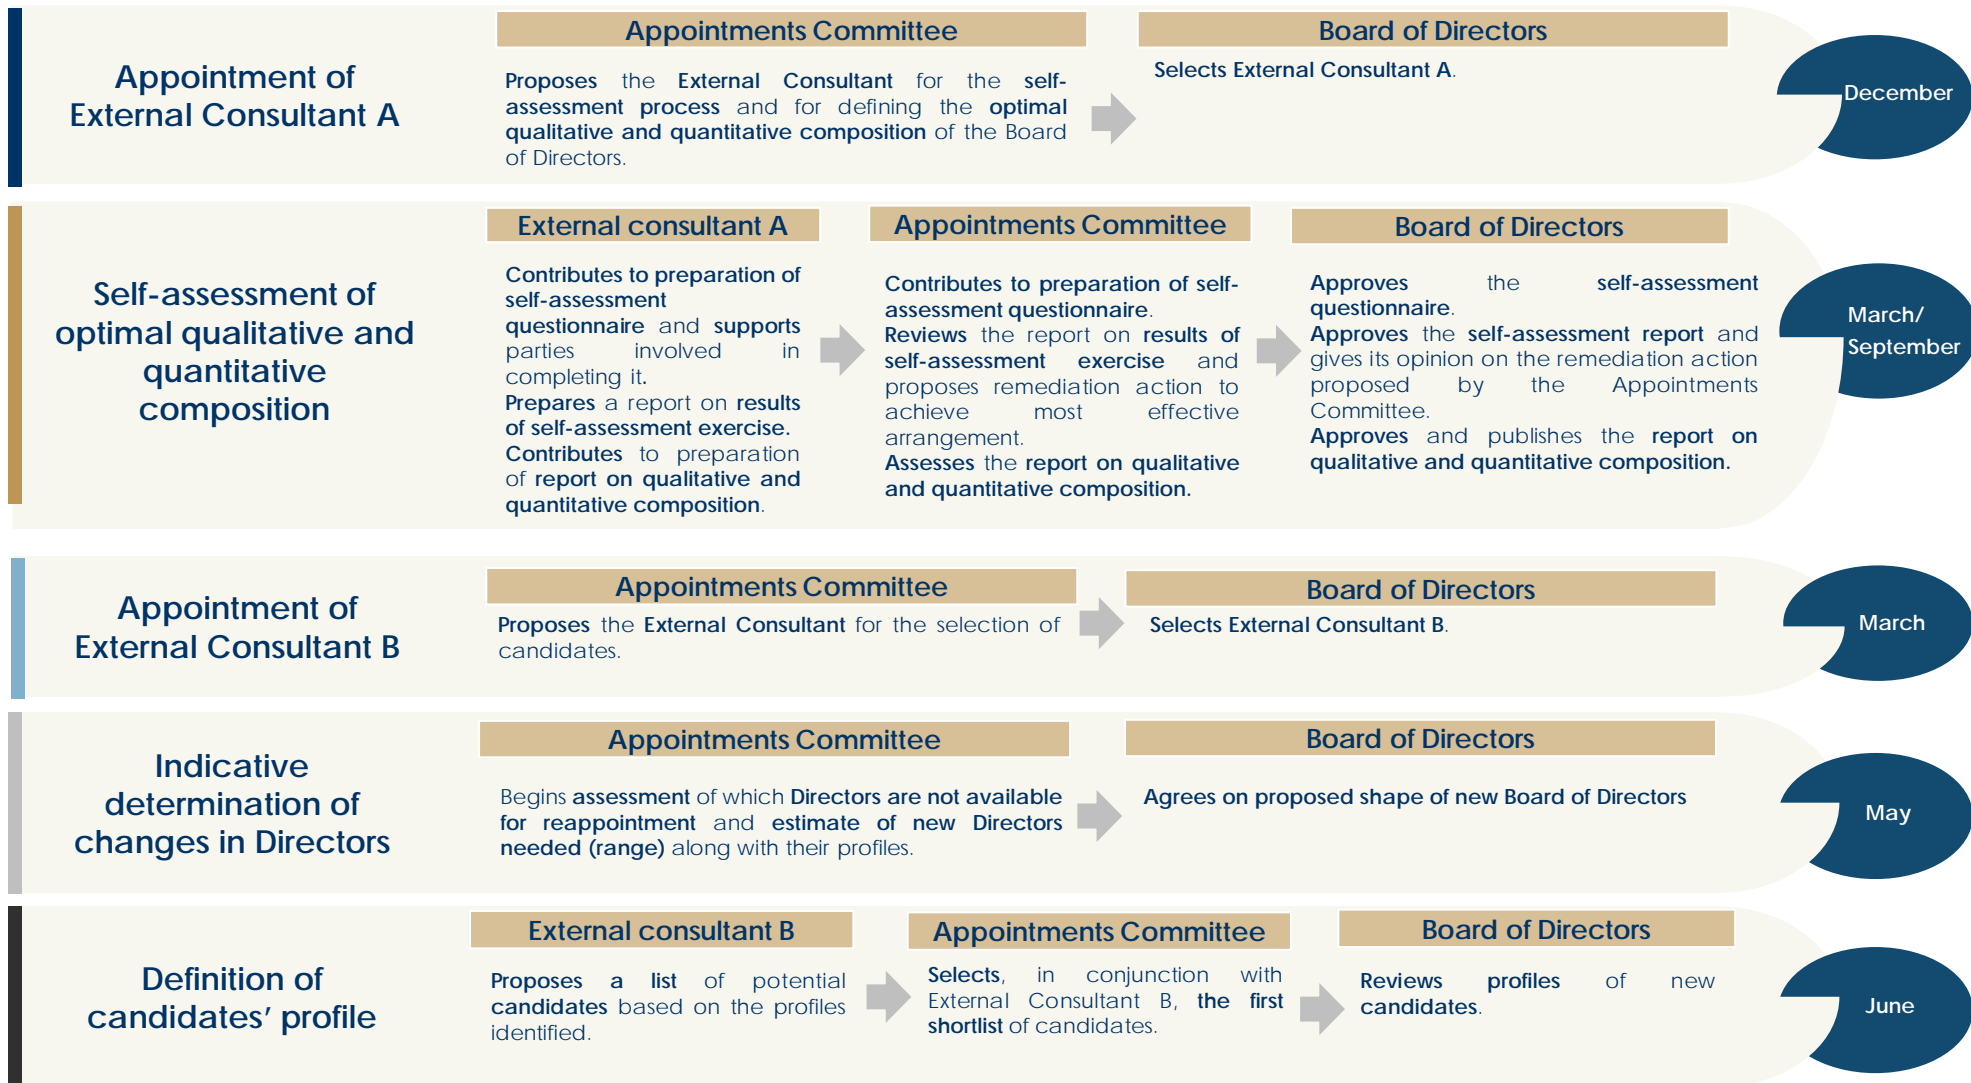 Appointment of
External Consultant A
Appointments Committee
Proposes the External Consultant for the self-
assessment process and for defining the optimal
qualitative and quantitative composition of the Board
of Directors.
Board of Directors
Selects External Consultant A.
December
Self-assessment of
optimal qualitative and
quantitative
composition
External consultant A
Contributes to preparation of
self-assessment
questionnaire and supports
parties involved in
completing it.
Prepares a report on results
of self-assessment exercise.
Contributes to preparation
of report on qualitative and
quantitative composition.
Appointments Committee
Contributes to preparation of self-
assessment questionnaire.
Reviews the report on results of
self-assessment exercise and
proposes remediation action to
achieve most effective
arrangement.
Assesses the report on qualitative
and quantitative composition.
Board of Directors
Approves the self-assessment
questionnaire.
Approves the self-assessment report and
gives its opinion on the remediation action
proposed by the Appointments
Committee.
Approves and publishes the report on
qualitative and quantitative composition.
March/
September
Appointment of
External Consultant B
Appointments Committee
Proposes the External Consultant for the selection of
candidates.
Board of Directors
Selects External Consultant B.
March
Indicative
determination of
changes in Directors
Appointments Committee
Begins assessment of which Directors are not available
for reappointment and estimate of new Directors
needed (range) along with their profiles.
Board of Directors
Agrees on proposed shape of new Board of Directors
May
Definition of
candidates’ profile
External consultant B
Proposes a list of potential
candidates based on the profiles
identified.
Appointments Committee
Selects, in conjunction with
External Consultant B, the first
shortlist of candidates.
Board of Directors
Reviews profiles of new
candidates.
June